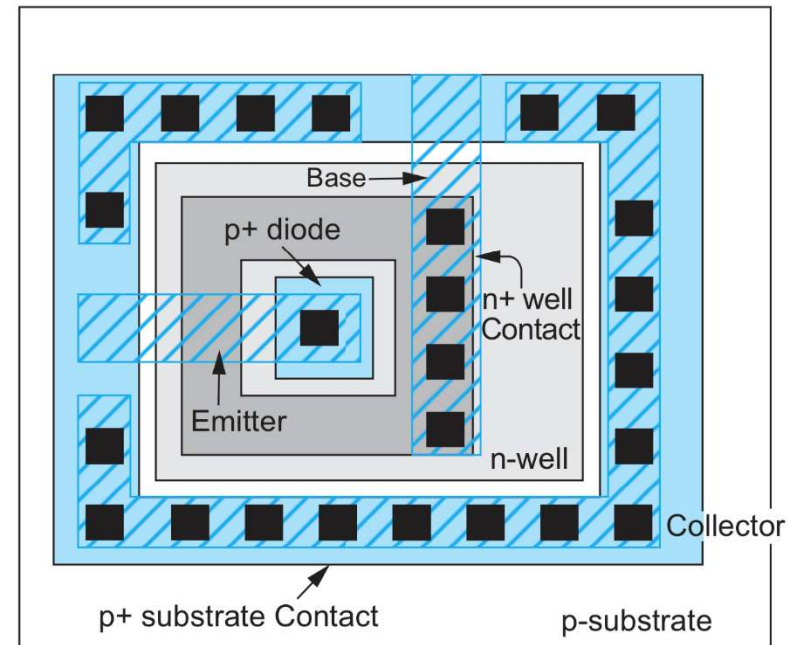 Base
p+ diode
n+ well
Contact
Emitter
n-well
Collector
p+ substrate Contact
p-substrate